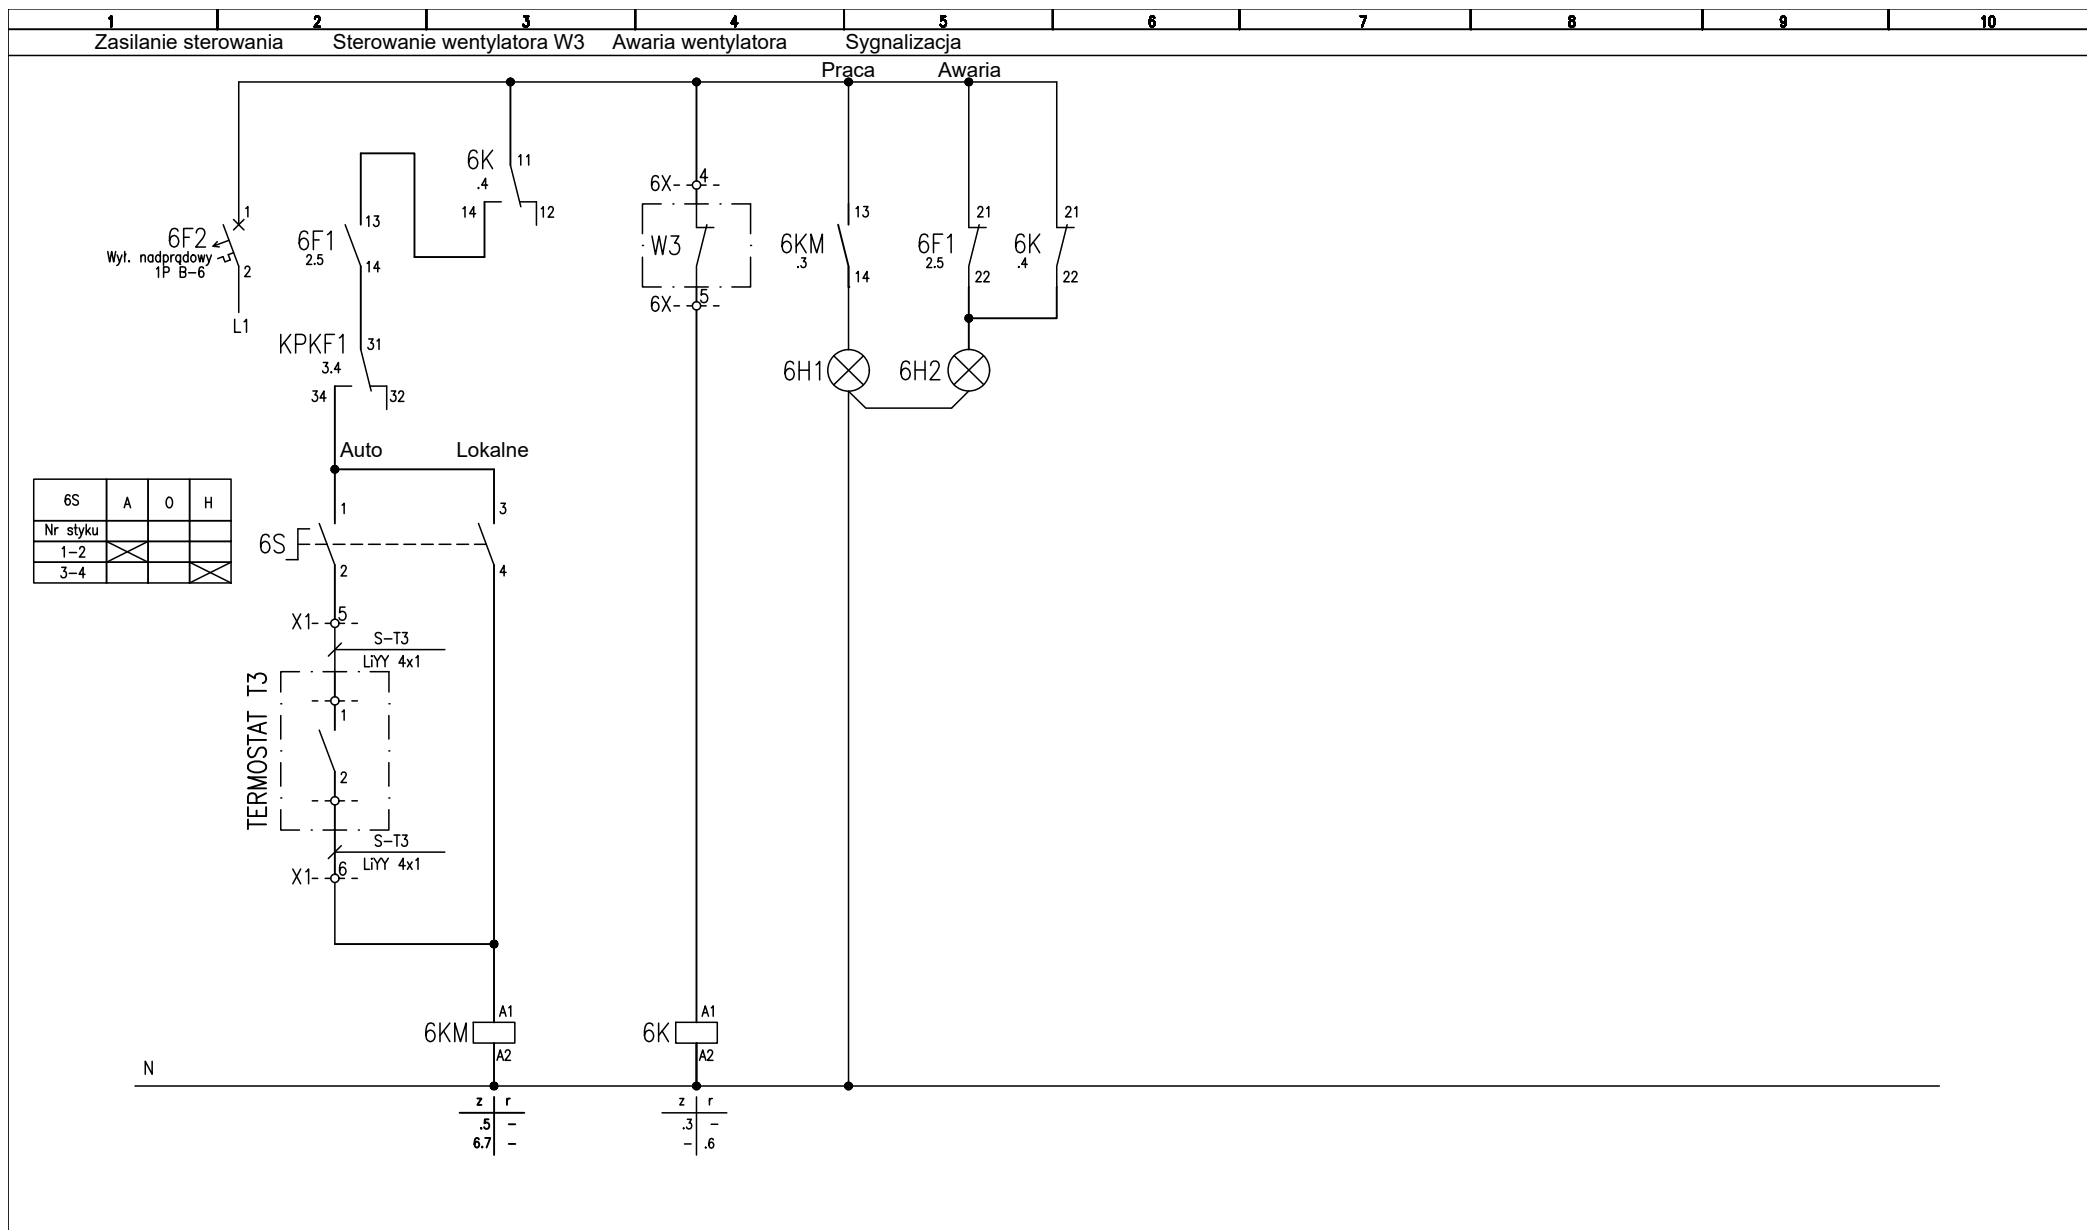 1 2 3 4 5 6 7 8 9 10
Zasilanie sterowania Sterowanie wentylatora W3 Awaria wentylatora Sygnalizacja
Praca Awaria
6K 11
.4
14 12
6X 4
1
6F2
Wył. nadprądowy
1P B-6
2
L1
13
6F1
2.5
14
W3
6X 5
13
6KM
.3
14
21
6F1
2.5
22
21
6K
.4
22
KPKF1 31
3.4
34 32
6H1 6H2
Auto Lokalne
6S A O H
Nr styku
1-2
3-4
1 3
6S
2 4
X1 5
S-T3
LiYY 4x1
TERMOSTAT T3
1
2
S-T3
LiYY 4x1
X1 6
A1 A1
6KM 6K
A2 A2
N
z r z r
.5 - .3 -
6.7 - - .6